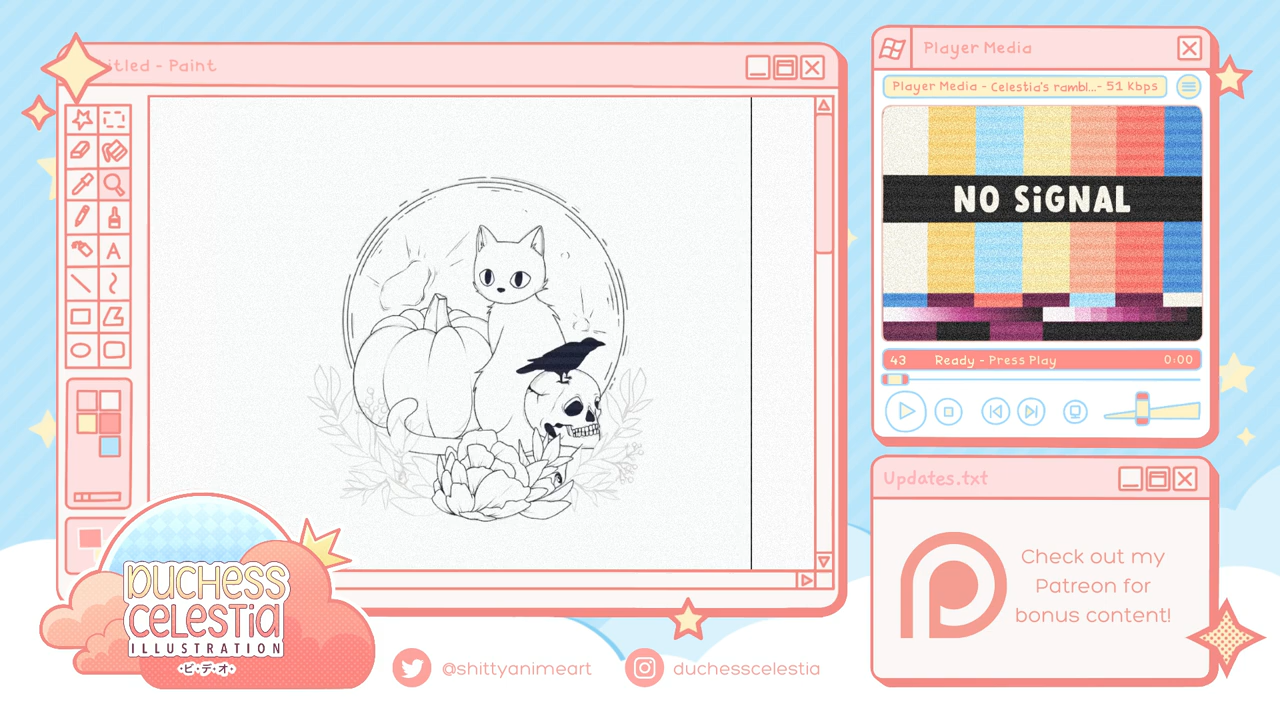 itled - Paint
A
Player Media
Player Media - Celestia's rambl...- 51 Kbps
NO SiGNAL
43 Ready - Press Play 0:00
Updates.txt
Check out my
Patreon for
bonus content!
DUCHESS
CELESTIA
ILLUSTRATION
・ビ・デ・オ・
@shittyanimeart
duchesscelestia